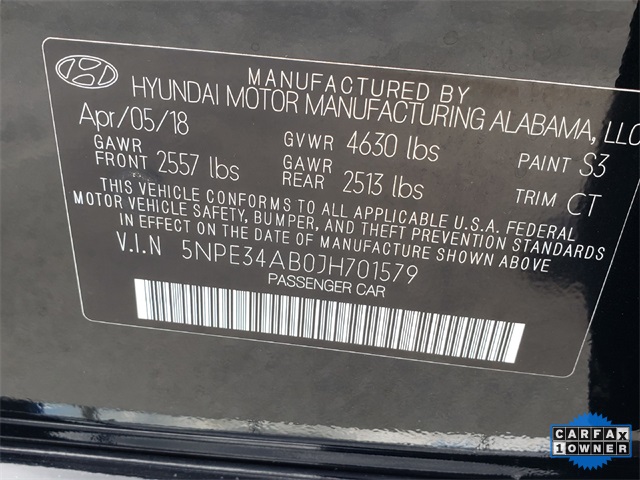 MANUFACTURED BY
HYUNDAI MOTOR MANUFACTURING ALABAMA, LLC
Apr/05/18 GVWR 4630 lbs PAINT S3
GAWR FRONT 2557 lbs GAWR REAR 2513 lbs TRIM CT
THIS VEHICLE CONFORMS TO ALL APPLICABLE U.S.A. FEDERAL
MOTOR VEHICLE SAFETY, BUMPER, AND THEFT PREVENTION STANDARDS
IN EFFECT ON THE DATE OF MANUFACTURE SHOWN ABOVE
V.I.N 5NPE34AB0JH701579
PASSENGER CAR
CARFAX
1 OWNER